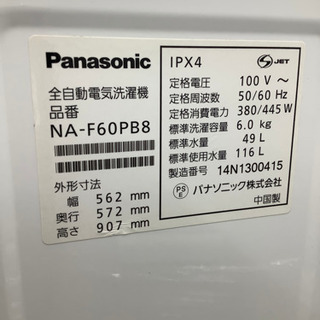 Panasonic
全自動電気洗濯機
品番
NA-F60PB8
外形寸法
幅 562 mm
奥行 572 mm
高さ 907 mm
IPX4
S JET
定格電圧 100 V ～
定格周波数 50/60 Hz
定格消費電力 380/445 W
標準洗濯容量 6.0 kg
標準水量 49 L
標準使用水量 116 L
製造番号 14N1300415
PS E パナソニック株式会社
中国製